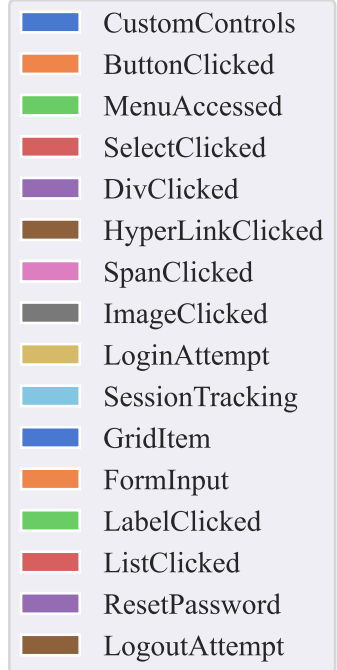 CustomControls
ButtonClicked
MenuAccessed
SelectClicked
DivClicked
HyperLinkClicked
SpanClicked
ImageClicked
LoginAttempt
SessionTracking
GridItem
FormInput
LabelClicked
ListClicked
ResetPassword
LogoutAttempt